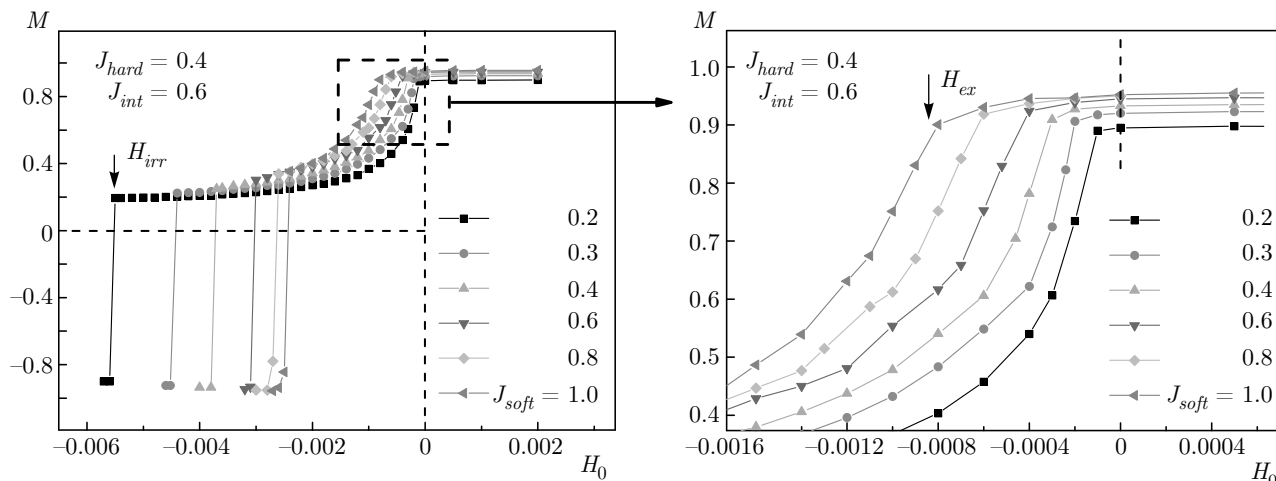 M
J_hard = 0.4
J_int = 0.6
0.8
0.4
0
−0.4
−0.8
H_irr
0.2
0.3
0.4
0.6
0.8
J_soft = 1.0
−0.006
−0.004
−0.002
0
0.002
H_0
M
J_hard = 0.4
J_int = 0.6
H_ex
1.0
0.9
0.8
0.7
0.6
0.5
0.4
0.2
0.3
0.4
0.6
0.8
J_soft = 1.0
−0.0016
−0.0012
−0.0008
−0.0004
0
0.0004
H_0